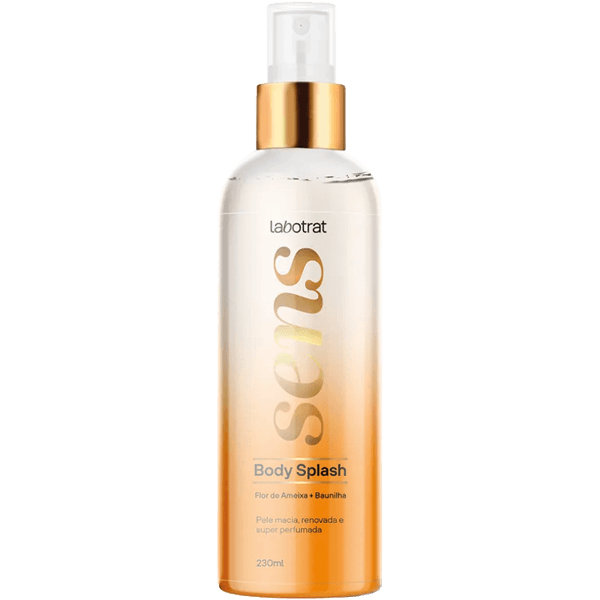 labotrat
sens
Body Splash
Flor de Ameixa + Baunilha
Pele macia, renovada e
super perfumada
230ml